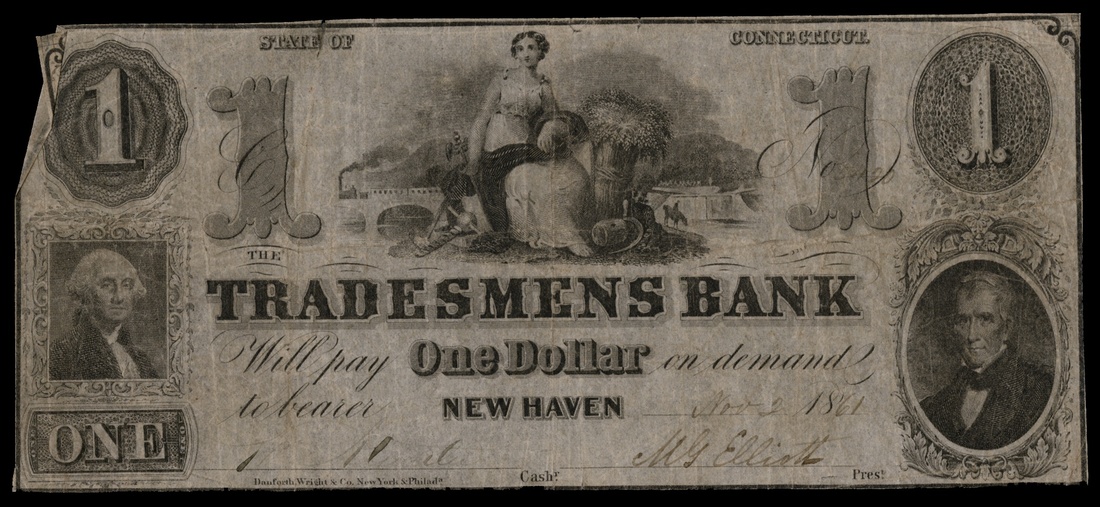 STATE OF CONNECTICUT.
1 1 1 1
No
THE
TRADESMENS BANK
Will pay One Dollar on demand
to bearer NEW HAVEN Nov 2 1861
ONE
M G Elliott
Cashr. Prest.
Danforth, Wright & Co. New York & Philada.